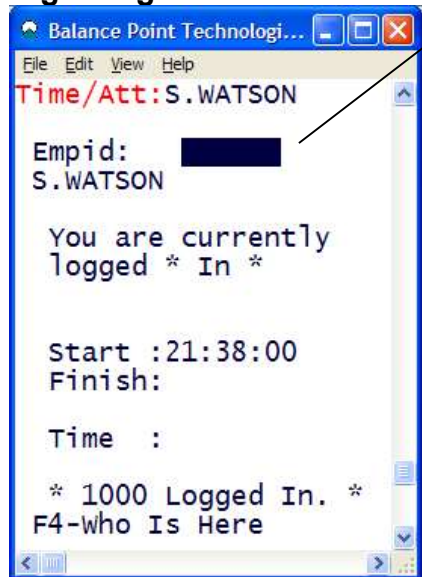 Balance Point Technologi...
File Edit View Help
Time/Att:S.WATSON
Empid:
S.WATSON
You are currently
logged * In *
Start :21:38:00
Finish:
Time :
* 1000 Logged In. *
F4-Who Is Here